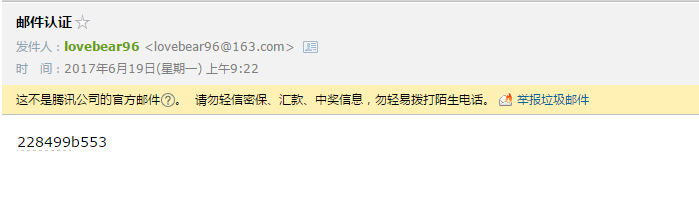 邮件认证☆
发件人：lovebear96 <lovebear96@163.com>
时 间：2017年6月19日(星期一) 上午9:22
这不是腾讯公司的官方邮件?。 请勿轻信密保、汇款、中奖信息，勿轻易拨打陌生电话。 举报垃圾邮件
228499b553